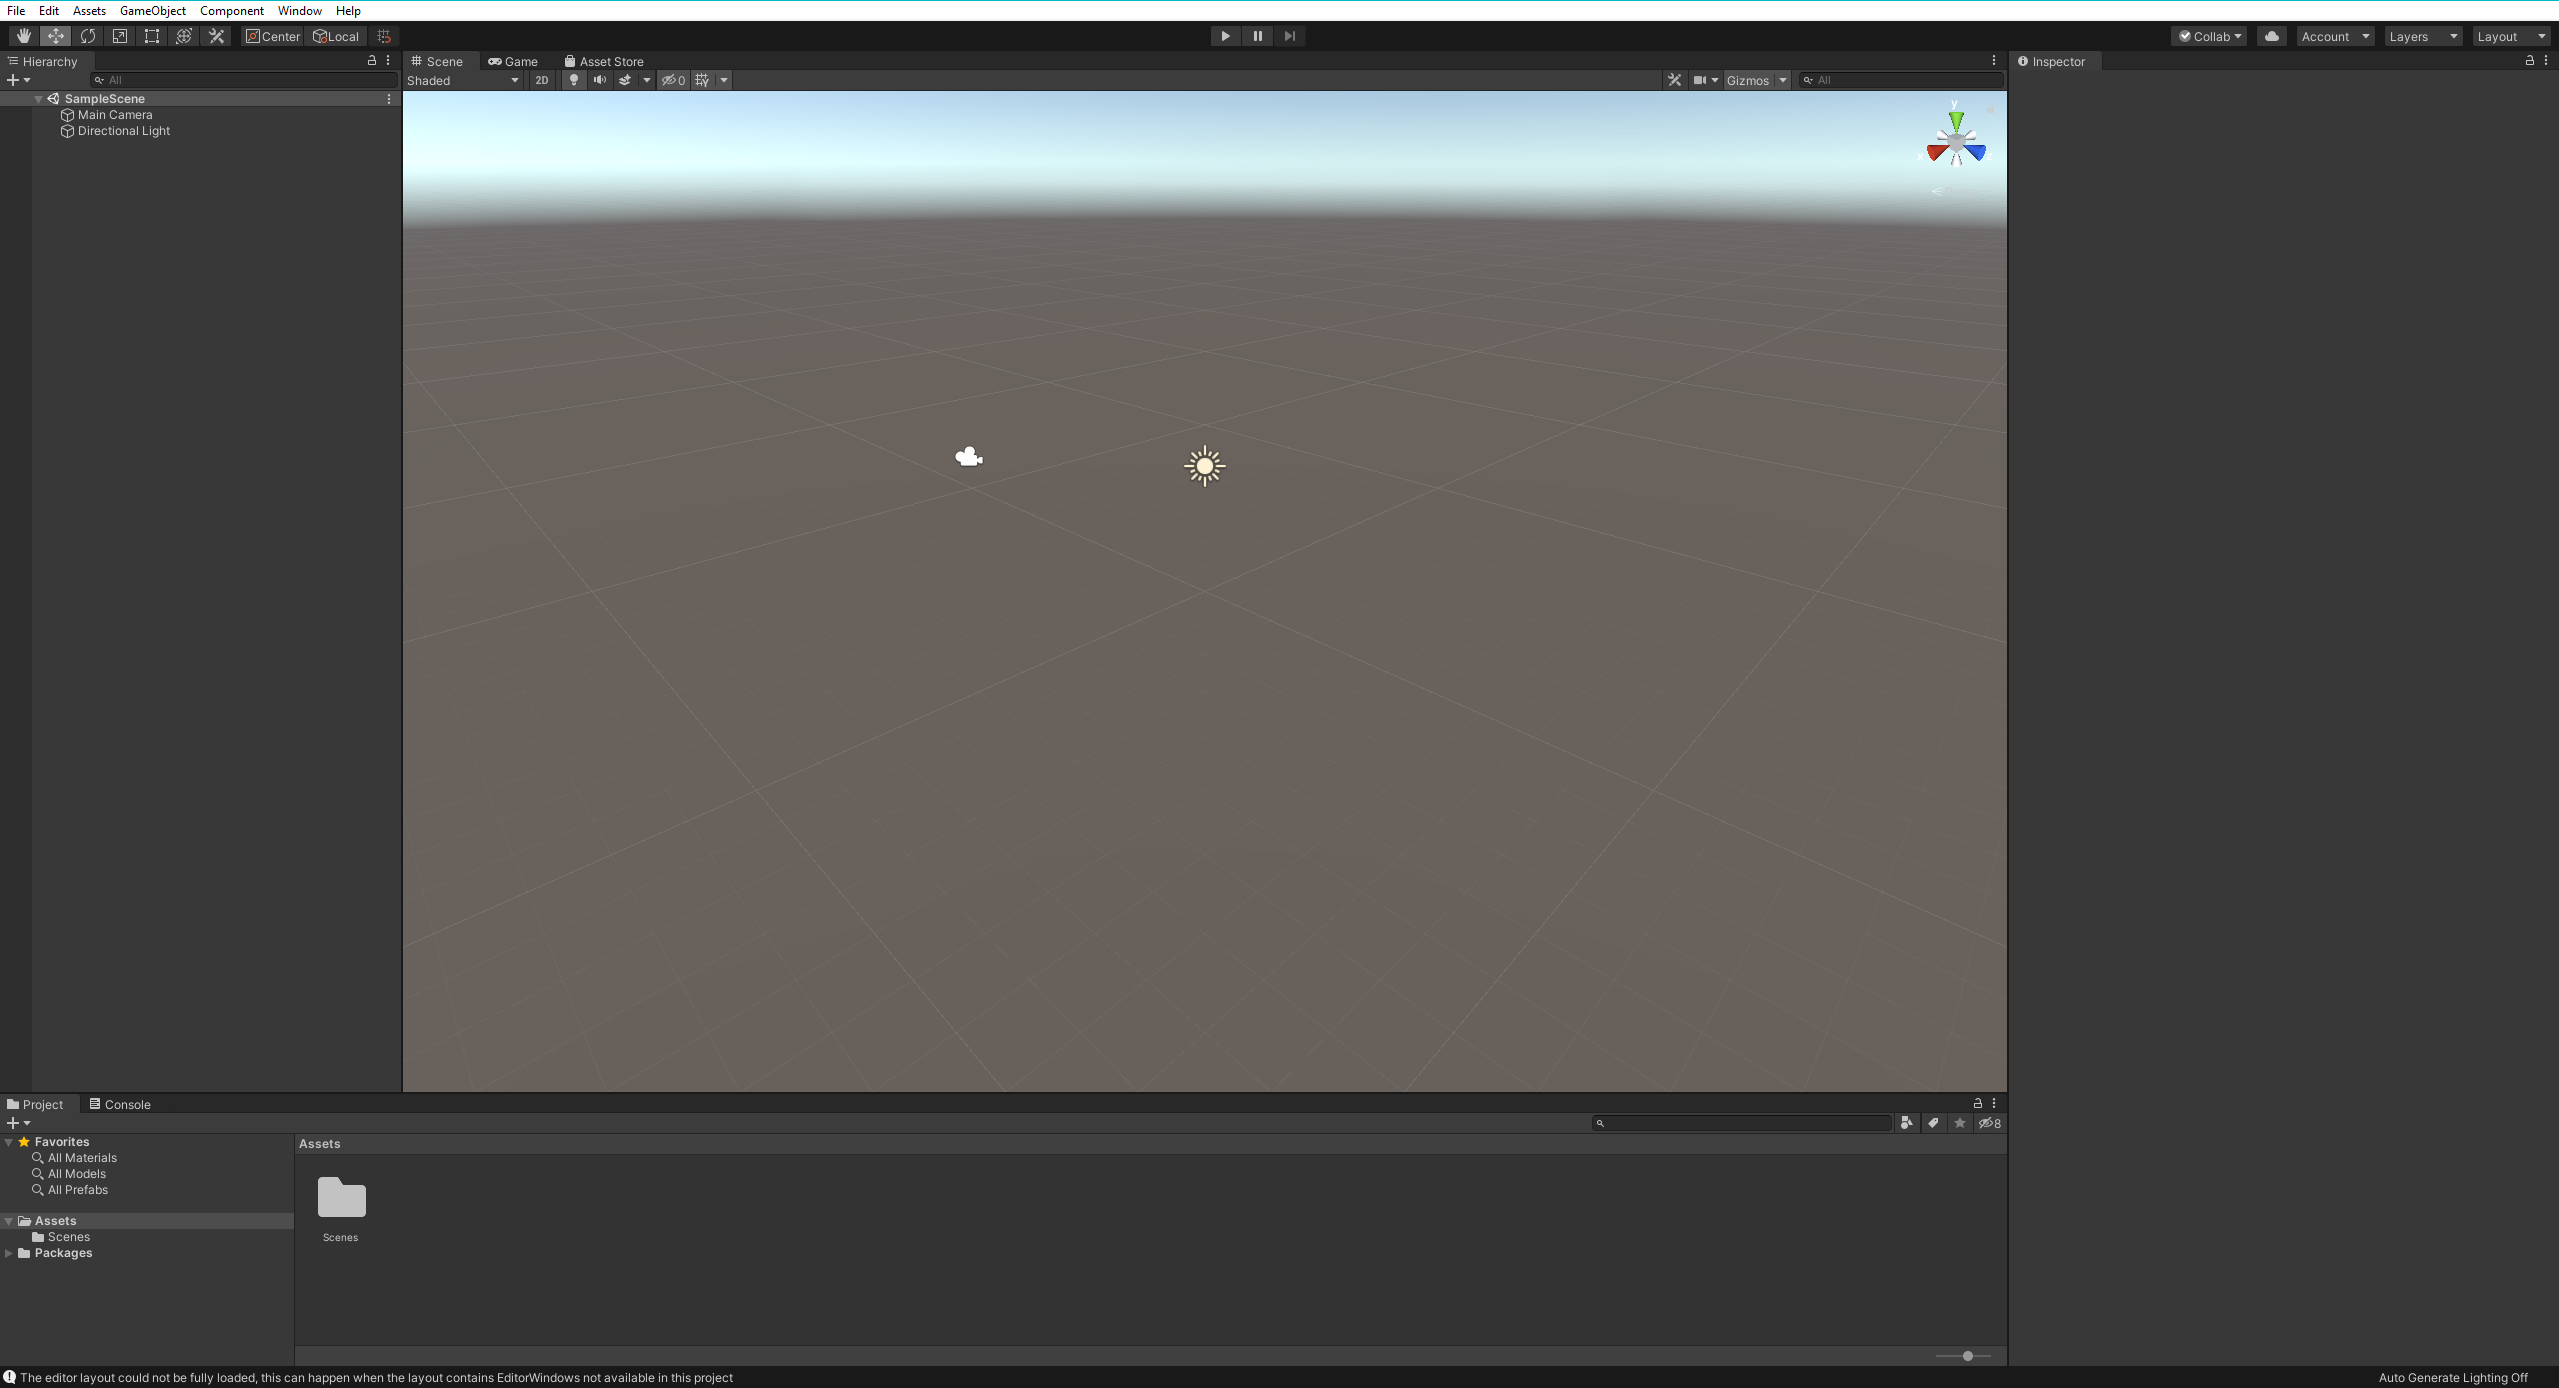 File Edit Assets GameObject Component Window Help
Center Local Collab Account Layers Layout
Hierarchy
All
SampleScene
Main Camera
Directional Light
Scene Game Asset Store
Shaded 2D 0 Gizmos All
y
Inspector
Project Console
8
Favorites
All Materials
All Models
All Prefabs
Assets
Scenes
Packages
Assets
Scenes
The editor layout could not be fully loaded, this can happen when the layout contains EditorWindows not available in this project
Auto Generate Lighting Off